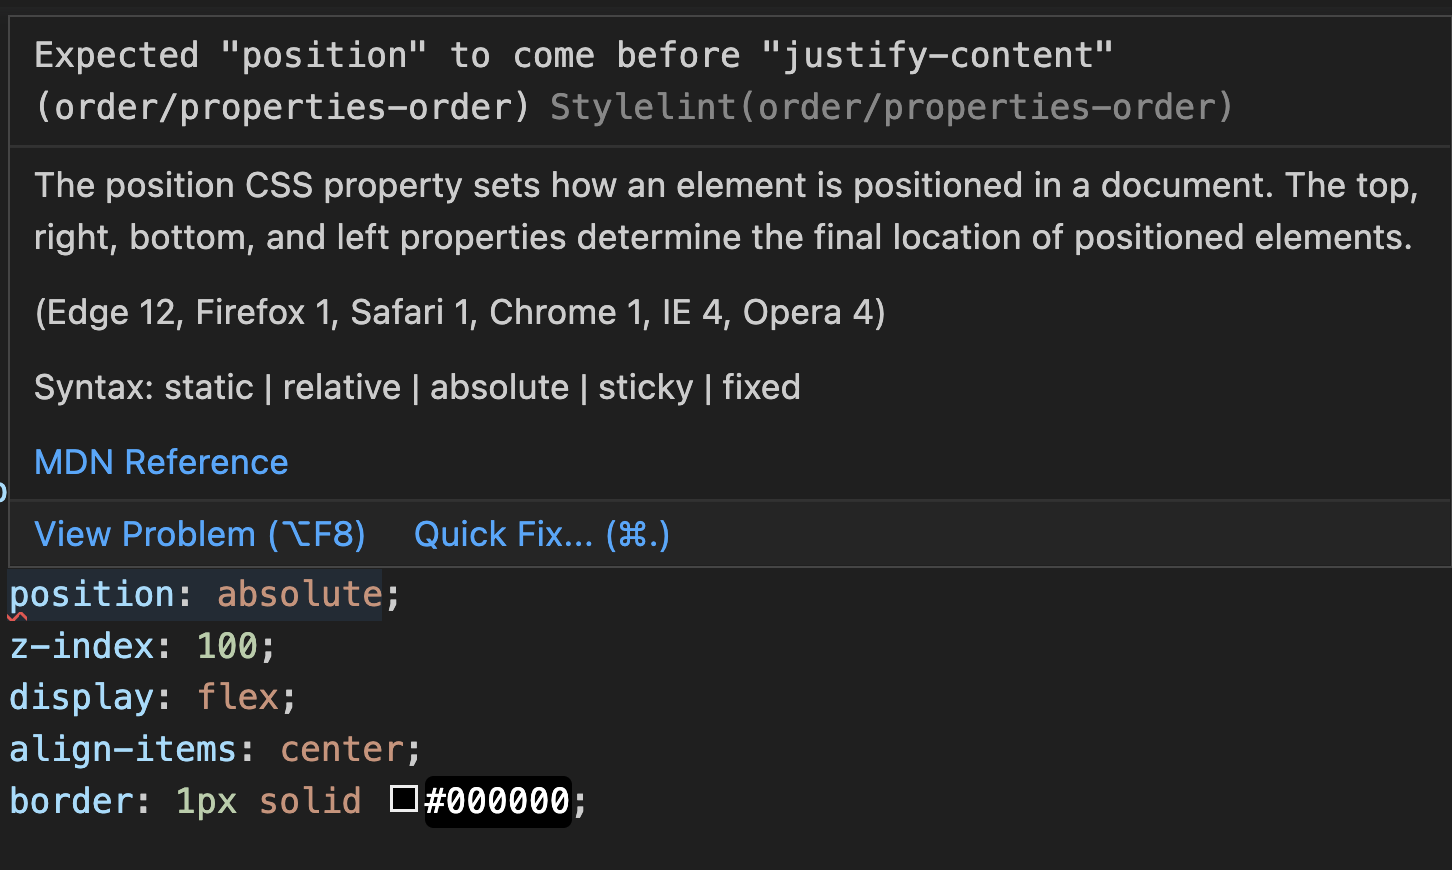 Expected "position" to come before "justify-content"
(order/properties-order) Stylelint(order/properties-order)
The position CSS property sets how an element is positioned in a document. The top,
right, bottom, and left properties determine the final location of positioned elements.
(Edge 12, Firefox 1, Safari 1, Chrome 1, IE 4, Opera 4)
Syntax: static | relative | absolute | sticky | fixed
MDN Reference
View Problem (⌥F8) Quick Fix... (⌘.)
position: absolute;
z-index: 100;
display: flex;
align-items: center;
border: 1px solid #000000;